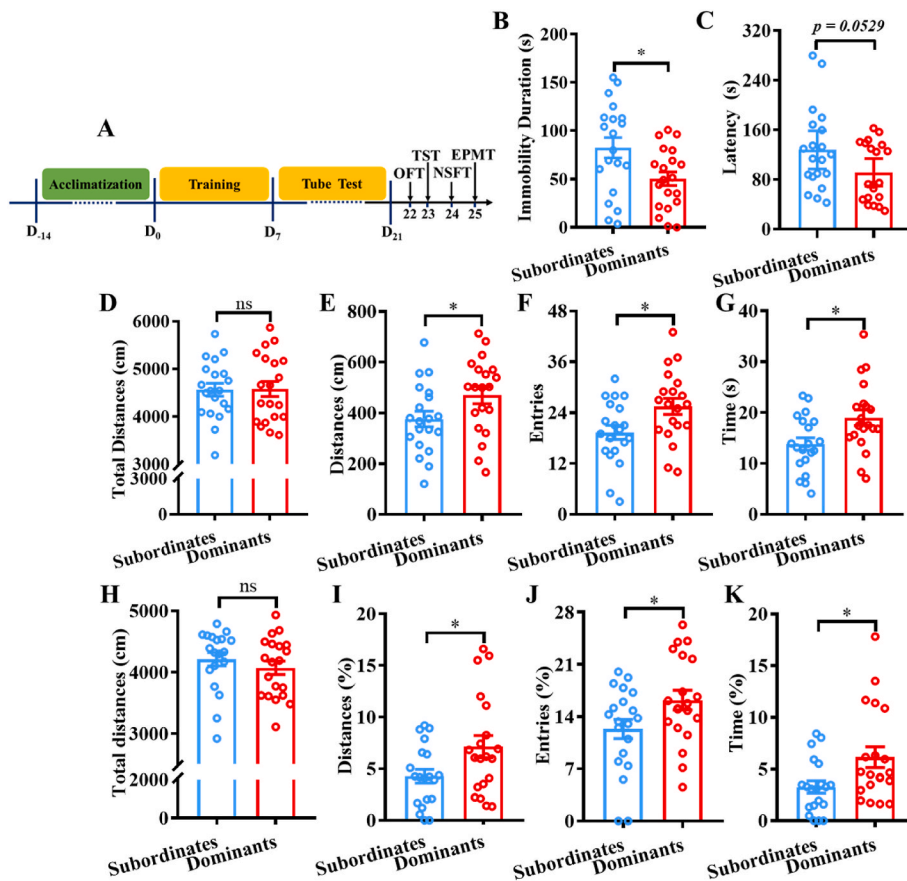 A
Acclimatization
Training
Tube Test
OFT
TST
NSFT
EPMT
22
23
24
25
D-14
D0
D7
D21
B
Immobility Duration (s)
200
150
100
50
0
*
Subordinates
Dominants
C
p = 0.0529
Latency (s)
320
240
160
80
0
Subordinates
Dominants
D
ns
Total Distances (cm)
6000
5000
4000
3000
3000
0
Subordinates
Dominants
E
*
Distances (cm)
800
600
400
200
0
Subordinates
Dominants
F
*
Entries
48
36
24
12
0
Subordinates
Dominants
G
*
Time (s)
40
30
20
10
0
Subordinates
Dominants
H
ns
Total distances (cm)
5000
4000
3000
2000
0
Subordinates
Dominants
I
*
Distances (%)
20
15
10
5
0
Subordinates
Dominants
J
*
Entries (%)
28
21
14
7
0
Subordinates
Dominants
K
*
Time (%)
20
15
10
5
0
Subordinates
Dominants